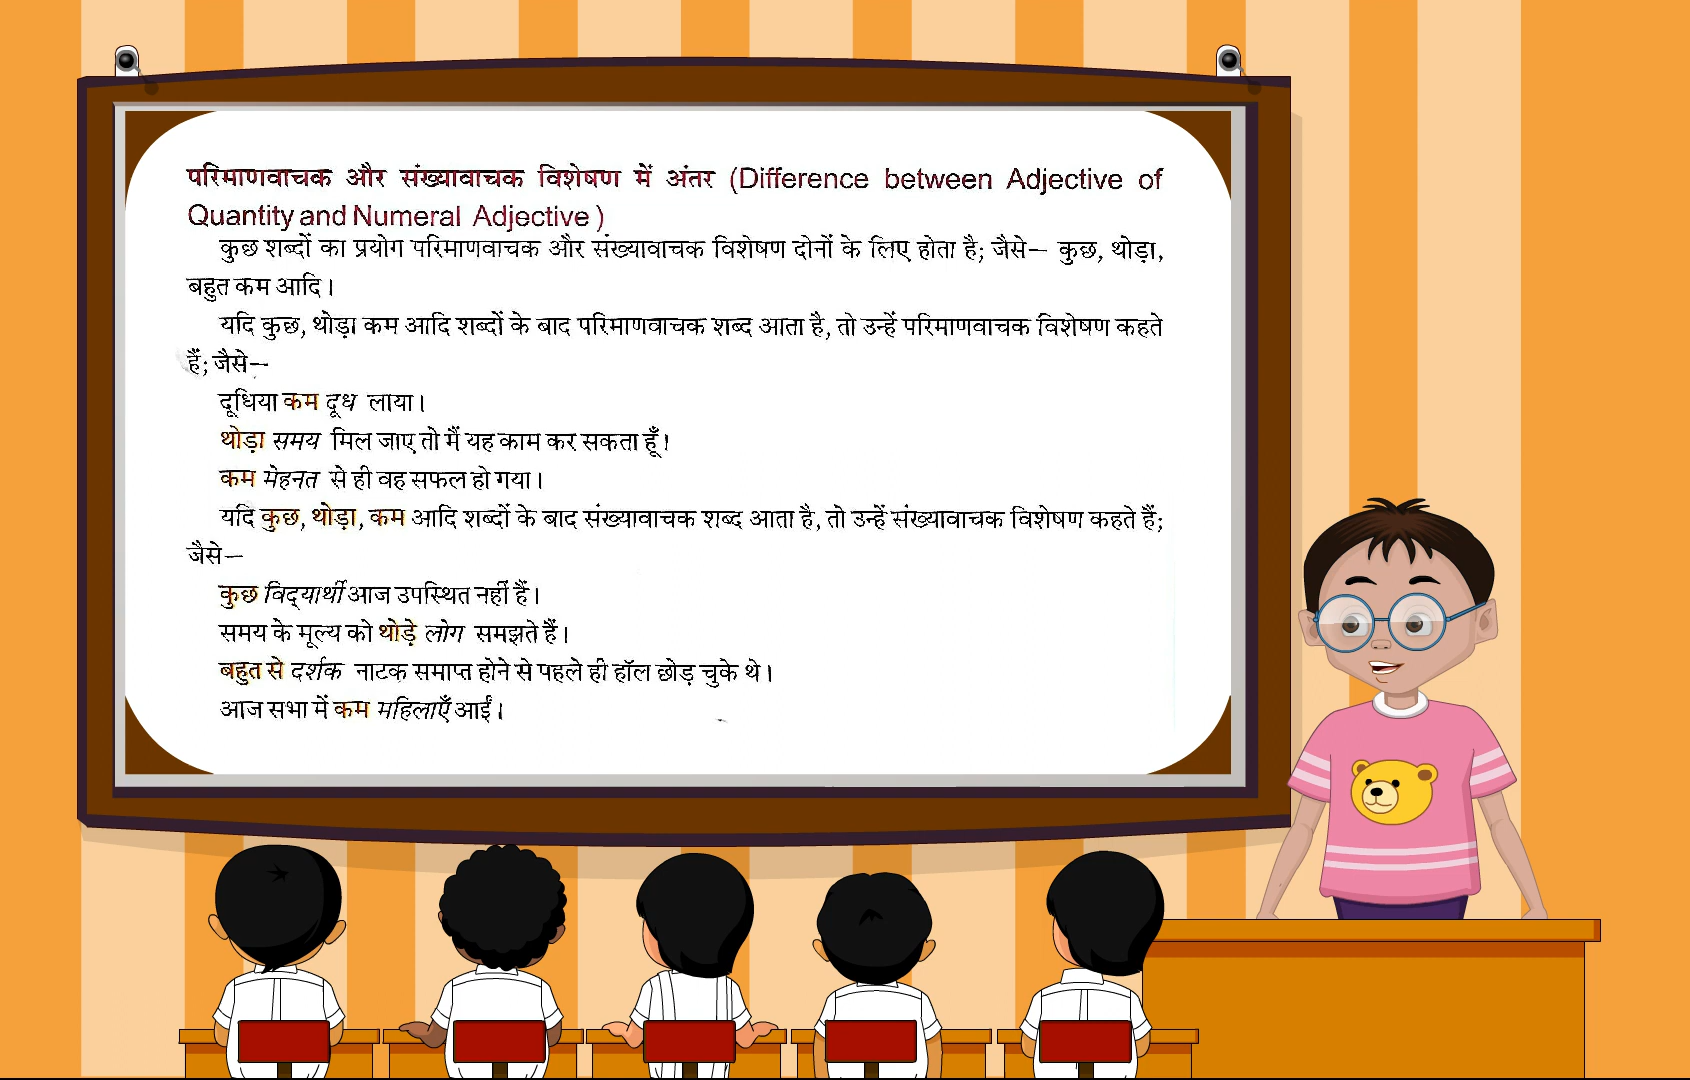 परिमाणवाचक और संख्यावाचक विशेषण में अंतर (Difference between Adjective of
Quantity and Numeral Adjective )
कुछ शब्दों का प्रयोग परिमाणवाचक और संख्यावाचक विशेषण दोनों के लिए होता है; जैसे– कुछ, थोड़ा,
बहुत कम आदि।
यदि कुछ, थोड़ा कम आदि शब्दों के बाद परिमाणवाचक शब्द आता है, तो उन्हें परिमाणवाचक विशेषण कहते
हैं; जैसे–
दूधिया कम दूध लाया।
थोड़ा समय मिल जाए तो मैं यह काम कर सकता हूँ!
कम मेहनत से ही वह सफल हो गया।
यदि कुछ, थोड़ा, कम आदि शब्दों के बाद संख्यावाचक शब्द आता है, तो उन्हें संख्यावाचक विशेषण कहते हैं;
जैसे–
कुछ विद्‌यार्थी आज उपस्थित नहीं हैं।
समय के मूल्य को थोड़े लोग समझते हैं।
बहुत से दर्शक नाटक समाप्त होने से पहले ही हॉल छोड़ चुके थे।
आज सभा में कम महिलाएँ आईं।